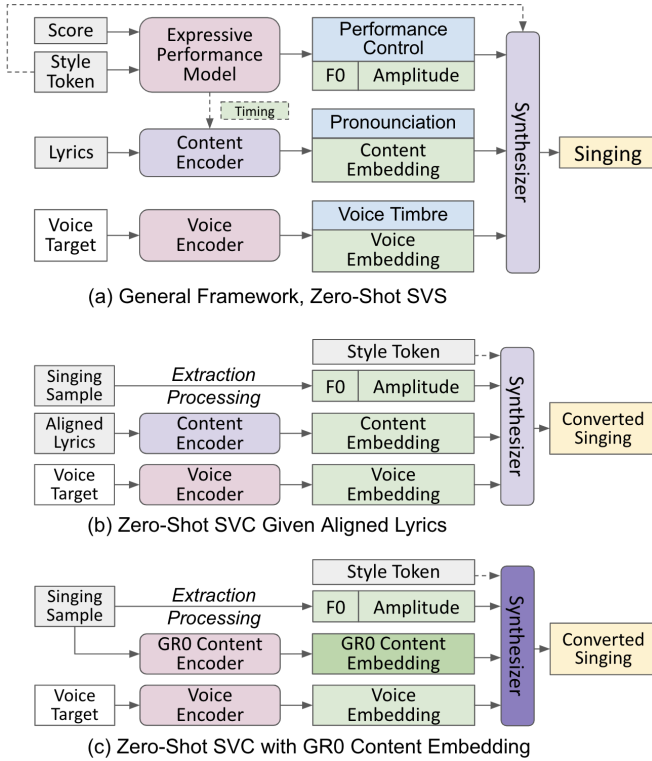 Score
Style
Token
Expressive
Performance
Model
Performance
Control
F0
Amplitude
Timing
Lyrics
Content
Encoder
Pronounciation
Content
Embedding
Synthesizer
Singing
Voice
Target
Voice
Encoder
Voice Timbre
Voice
Embedding
(a) General Framework, Zero-Shot SVS
Style Token
Singing
Sample
Extraction
Processing
F0
Amplitude
Aligned
Lyrics
Content
Encoder
Content
Embedding
Synthesizer
Converted
Singing
Voice
Target
Voice
Encoder
Voice
Embedding
(b) Zero-Shot SVC Given Aligned Lyrics
Style Token
Singing
Sample
Extraction
Processing
F0
Amplitude
GR0 Content
Encoder
GR0 Content
Embedding
Synthesizer
Converted
Singing
Voice
Target
Voice
Encoder
Voice
Embedding
(c) Zero-Shot SVC with GR0 Content Embedding